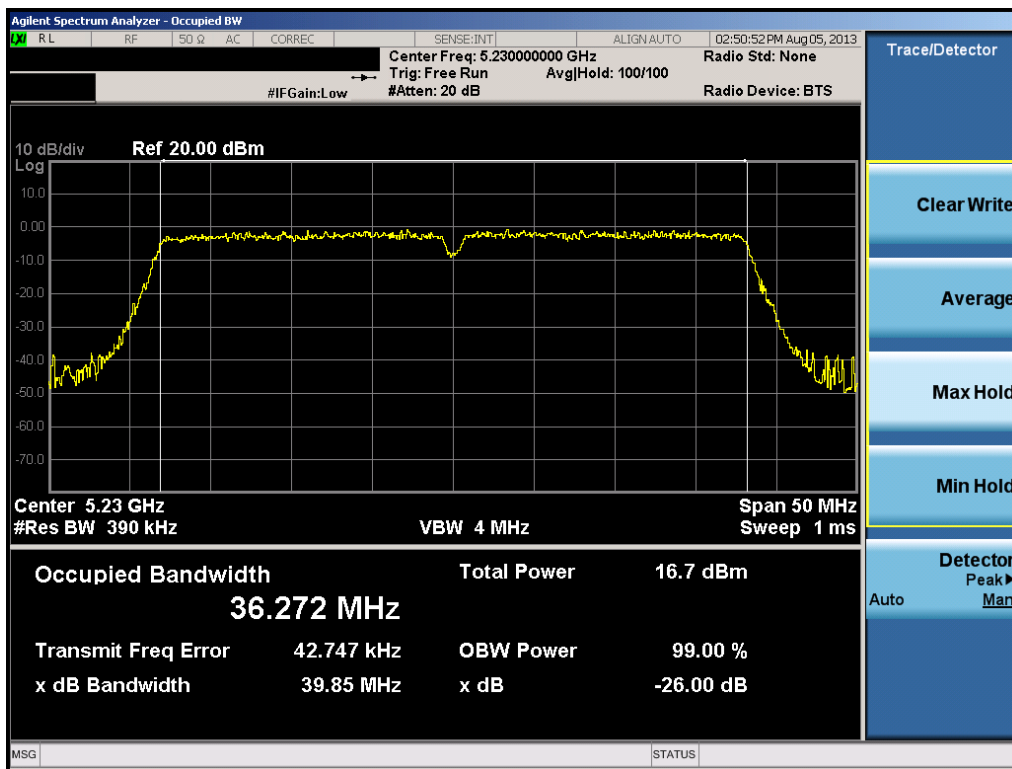 Agilent Spectrum Analyzer - Occupied BW
LXI RL RF 50 Ω AC CORREC SENSE:INT ALIGN AUTO 02:50:52 PM Aug 05, 2013
Center Freq: 5.230000000 GHz Radio Std: None
Trig: Free Run Avg|Hold: 100/100
#IFGain:Low #Atten: 20 dB Radio Device: BTS
10 dB/div Ref 20.00 dBm
Log
10.0
0.00
-10.0
-20.0
-30.0
-40.0
-50.0
-60.0
-70.0
Center 5.23 GHz Span 50 MHz
#Res BW 390 kHz VBW 4 MHz Sweep 1 ms
Occupied Bandwidth Total Power 16.7 dBm
36.272 MHz
Transmit Freq Error 42.747 kHz OBW Power 99.00 %
x dB Bandwidth 39.85 MHz x dB -26.00 dB
MSG STATUS
Trace/Detector
Clear Write
Average
Max Hold
Min Hold
Detector
Peak▶
Auto Man